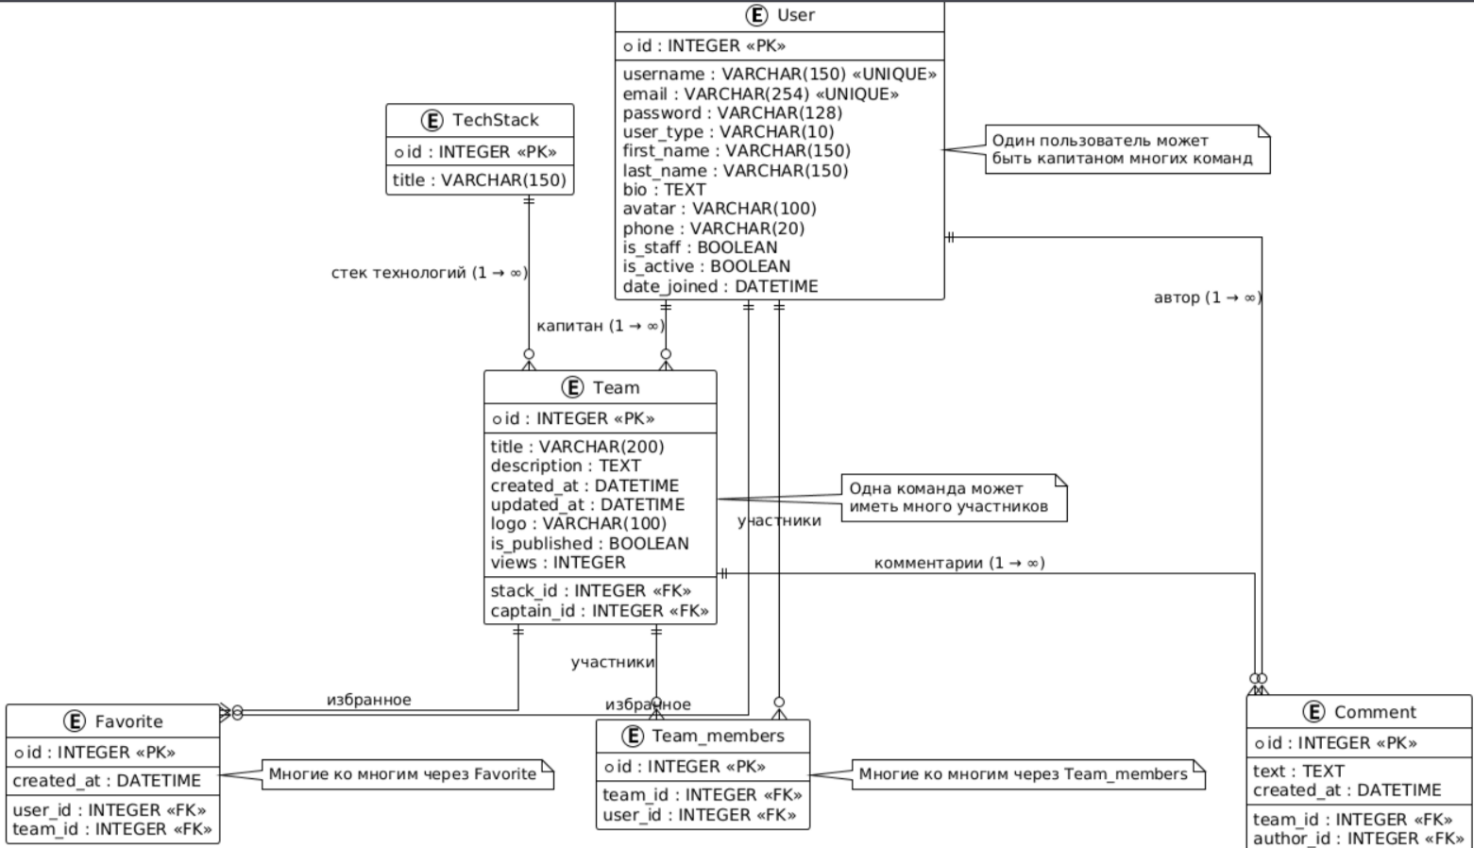 E User
id : INTEGER «PK»
username : VARCHAR(150) «UNIQUE»
email : VARCHAR(254) «UNIQUE»
password : VARCHAR(128)
user_type : VARCHAR(10)
first_name : VARCHAR(150)
last_name : VARCHAR(150)
bio : TEXT
avatar : VARCHAR(100)
phone : VARCHAR(20)
is_staff : BOOLEAN
is_active : BOOLEAN
date_joined : DATETIME
E TechStack
id : INTEGER «PK»
title : VARCHAR(150)
Один пользователь может
быть капитаном многих команд
стек технологий (1 → ∞)
капитан (1 → ∞)
автор (1 → ∞)
E Team
id : INTEGER «PK»
title : VARCHAR(200)
description : TEXT
created_at : DATETIME
updated_at : DATETIME
logo : VARCHAR(100)
is_published : BOOLEAN
views : INTEGER
stack_id : INTEGER «FK»
captain_id : INTEGER «FK»
Одна команда может
иметь много участников
участники
комментарии (1 → ∞)
участники
избранное
избранное
E Favorite
id : INTEGER «PK»
created_at : DATETIME
user_id : INTEGER «FK»
team_id : INTEGER «FK»
Многие ко многим через Favorite
E Team_members
id : INTEGER «PK»
team_id : INTEGER «FK»
user_id : INTEGER «FK»
Многие ко многим через Team_members
E Comment
id : INTEGER «PK»
text : TEXT
created_at : DATETIME
team_id : INTEGER «FK»
author_id : INTEGER «FK»